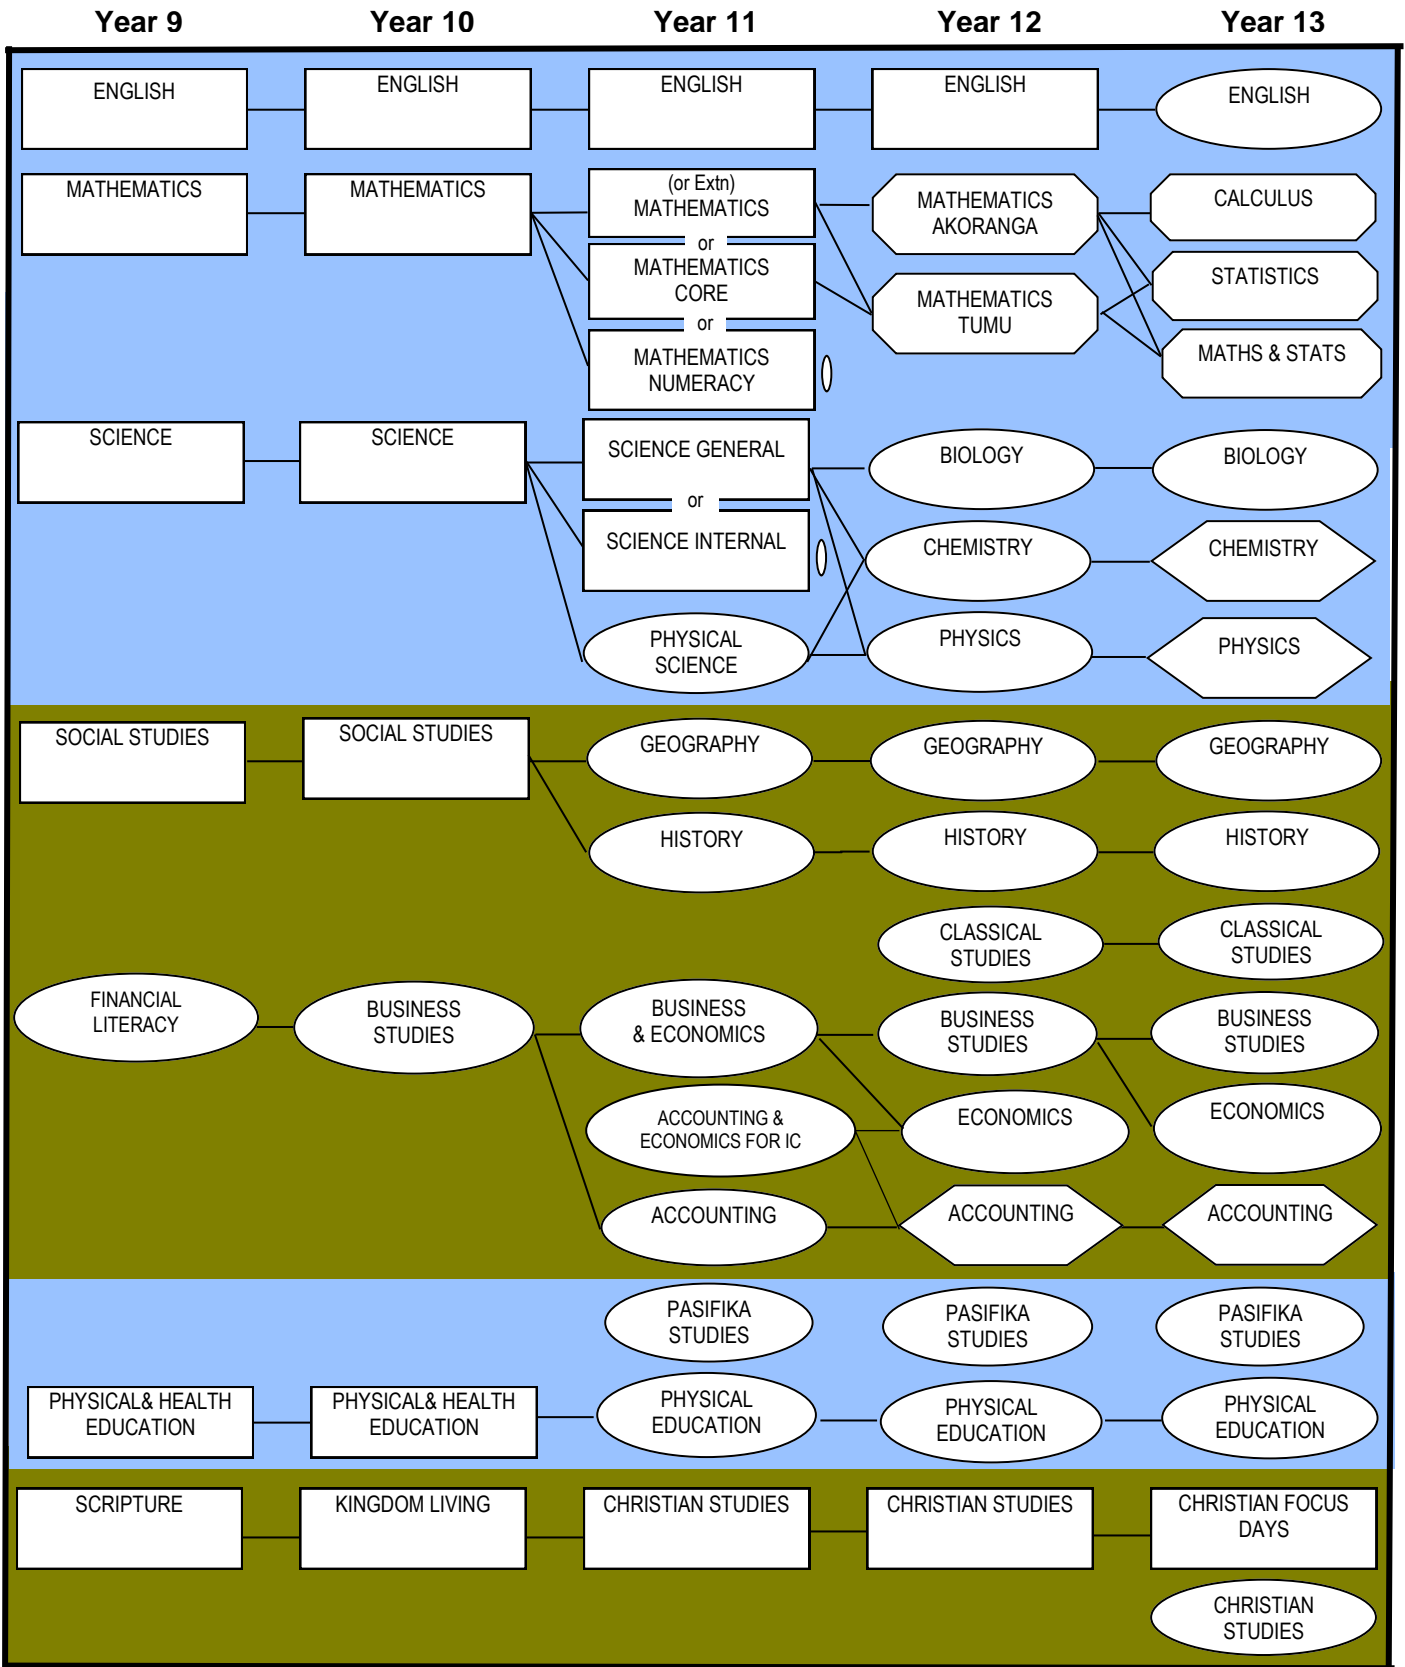 Year 9 Year 10 Year 11 Year 12 Year 13
ENGLISH ENGLISH ENGLISH ENGLISH ENGLISH
MATHEMATICS
MATHEMATICS
(or Extn)
MATHEMATICS
or
MATHEMATICS
CORE
or
MATHEMATICS
NUMERACY
MATHEMATICS
AKORANGA
MATHEMATICS
TUMU
CALCULUS
STATISTICS
MATHS & STATS
SCIENCE
SCIENCE
SCIENCE GENERAL
or
SCIENCE INTERNAL
PHYSICAL
SCIENCE
BIOLOGY
CHEMISTRY
PHYSICS
BIOLOGY
CHEMISTRY
PHYSICS
SOCIAL STUDIES
SOCIAL STUDIES
GEOGRAPHY
GEOGRAPHY
GEOGRAPHY
HISTORY
HISTORY
HISTORY
CLASSICAL
STUDIES
CLASSICAL
STUDIES
FINANCIAL
LITERACY
BUSINESS
STUDIES
BUSINESS
& ECONOMICS
BUSINESS
STUDIES
BUSINESS
STUDIES
ACCOUNTING &
ECONOMICS FOR IC
ECONOMICS
ECONOMICS
ACCOUNTING
ACCOUNTING
ACCOUNTING
PASIFIKA
STUDIES
PASIFIKA
STUDIES
PASIFIKA
STUDIES
PHYSICAL& HEALTH
EDUCATION
PHYSICAL& HEALTH
EDUCATION
PHYSICAL
EDUCATION
PHYSICAL
EDUCATION
PHYSICAL
EDUCATION
SCRIPTURE
KINGDOM LIVING
CHRISTIAN STUDIES
CHRISTIAN STUDIES
CHRISTIAN FOCUS
DAYS
CHRISTIAN
STUDIES